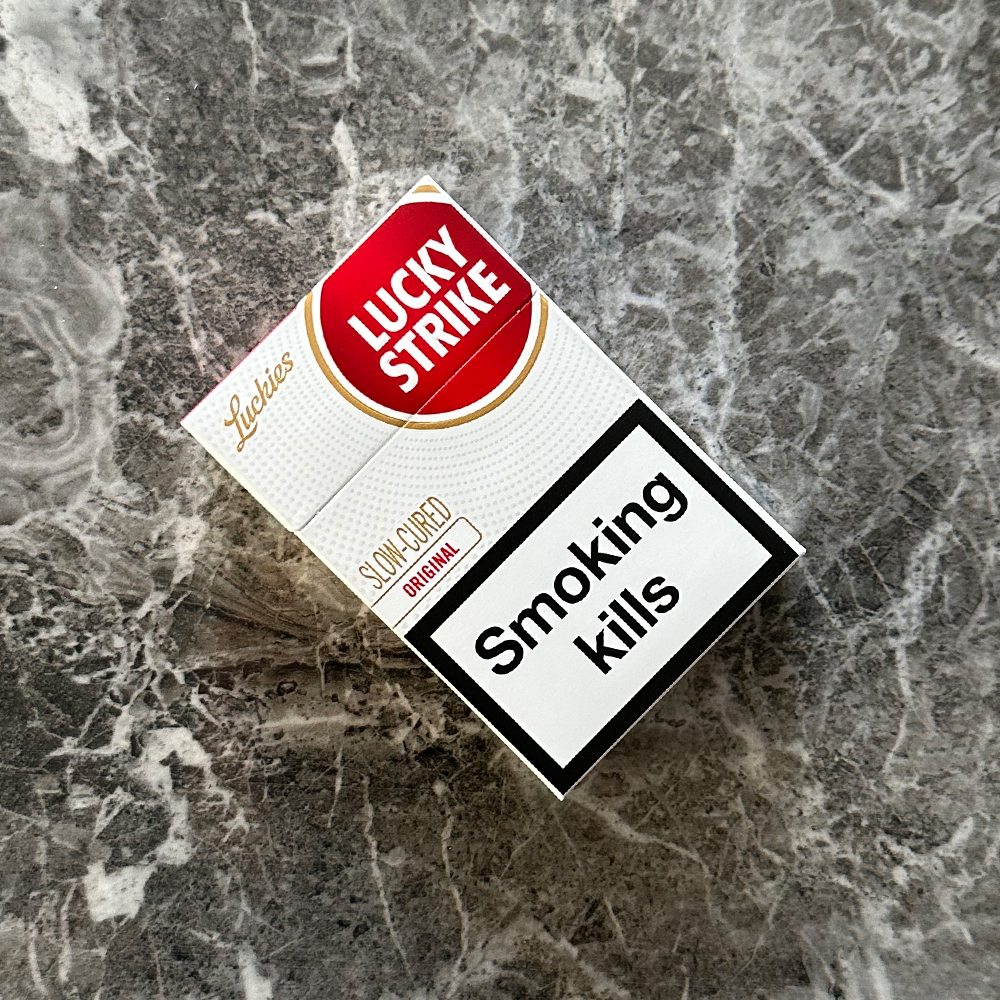 LUCKY
STRIKE
Luckies
SLOW-CURED
ORIGINAL
Smoking
kills